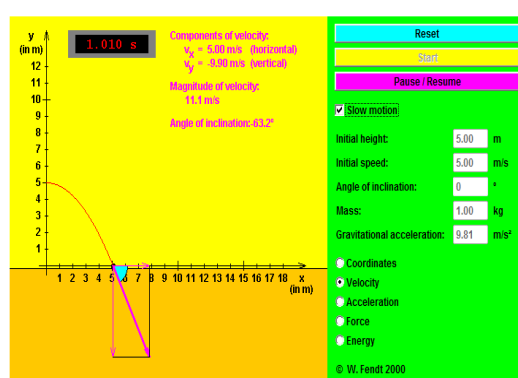 y
(in m)
1.010 s
Components of velocity:
vx = 5.00 m/s (horizontal)
vy = -9.90 m/s (vertical)
Magnitude of velocity:
11.1 m/s
Angle of inclination:-63.2°
12
11
10
9
8
7
6
5
4
3
2
1
1 2 3 4 5 6 7 8 9 10 11 12 13 14 15 16 17 18 x
(in m)
Reset
Start
Pause / Resume
Slow motion
Initial height: 5.00 m
Initial speed: 5.00 m/s
Angle of inclination: 0 °
Mass: 1.00 kg
Gravitational acceleration: 9.81 m/s²
Coordinates
Velocity
Acceleration
Force
Energy
© W. Fendt 2000